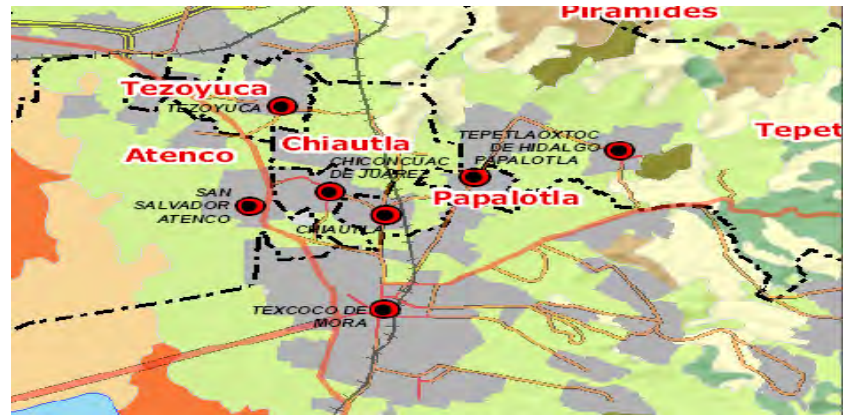 Piramides
Tezoyuca
TEZOYUCA
Atenco
Chiautla
CHICONCUAC
DE JUAREZ
TEPETLAOXTOC
DE HIDALGO
PAPALOTLA
Tepet
SAN
SALVADOR
ATENCO
Papalotla
CHIAUTLA
TEXCOCO DE
MORA